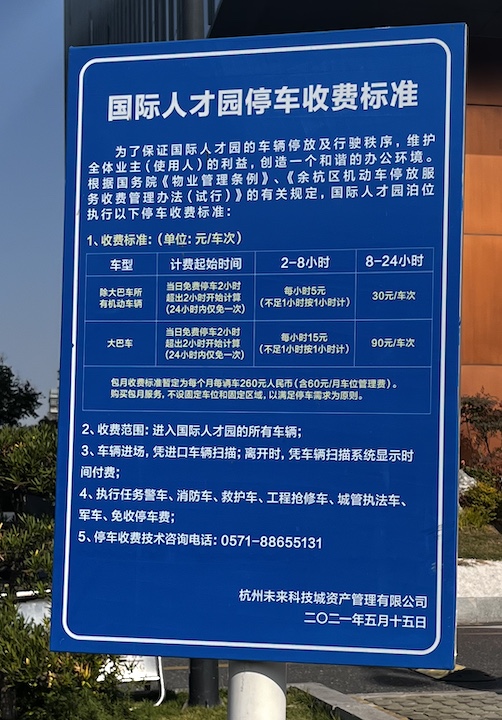 国际人才园停车收费标准
为了保证国际人才园的车辆停放及行驶秩序，维护
全体业主（使用人）的利益，创造一个和谐的办公环境。
根据国务院《物业管理条例》、《余杭区机动车停放服
务收费管理办法（试行）》的有关规定，国际人才园泊位
执行以下停车收费标准：
1、收费标准：（单位：元/车次）
车型 计费起始时间 2-8小时 8-24小时
除大巴车所
有机动车辆
当日免费停车2小时
超出2小时开始计算
(24小时内仅免一次)
每小时5元
(不足1小时按1小时计)
30元/车次
大巴车
当日免费停车2小时
超出2小时开始计算
(24小时内仅免一次)
每小时15元
(不足1小时按1小时计)
90元/车次
包月收费标准暂定为每个月每辆车260元人民币（含60元/月车位管理费）。
购买包月服务，不设固定车位和固定区域，以满足停车需求为原则。
2、收费范围：进入国际人才园的所有车辆；
3、车辆进场，凭进口车辆扫描；离开时，凭车辆扫描系统显示时
间付费；
4、执行任务警车、消防车、救护车、工程抢修车、城管执法车、
军车、免收停车费；
5、停车收费技术咨询电话：0571-88655131
杭州未来科技城资产管理有限公司
二〇二一年五月十五日